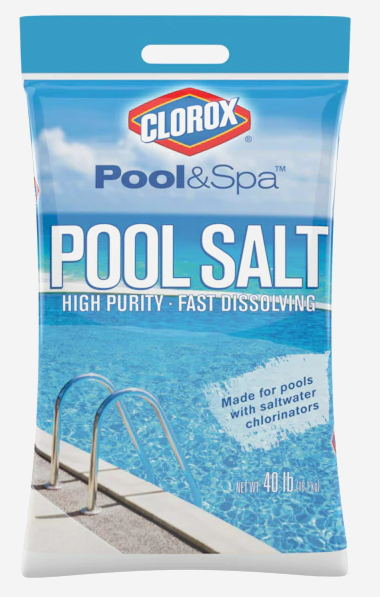 CLOROX®
Pool&Spa™
POOL SALT
HIGH PURITY · FAST DISSOLVING
Made for pools
with saltwater
chlorinators
NET WT 40 lb